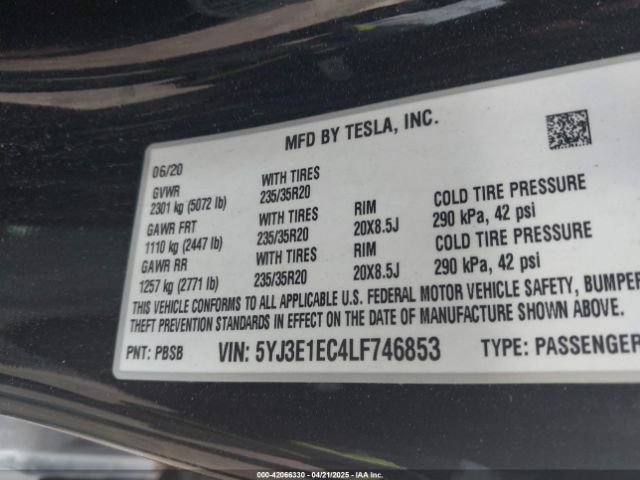 MFD BY TESLA, INC.
06/20
GVWR WITH TIRES
2301 kg (5072 lb) 235/35R20
GAWR FRT WITH TIRES RIM COLD TIRE PRESSURE
1110 kg (2447 lb) 235/35R20 20X8.5J 290 kPa, 42 psi
GAWR RR WITH TIRES RIM COLD TIRE PRESSURE
1257 kg (2771 lb) 235/35R20 20X8.5J 290 kPa, 42 psi
THIS VEHICLE CONFORMS TO ALL APPLICABLE U.S. FEDERAL MOTOR VEHICLE SAFETY, BUMPER
THEFT PREVENTION STANDARDS IN EFFECT ON THE DATE OF MANUFACTURE SHOWN ABOVE.
PNT: PBSB VIN: 5YJ3E1EC4LF746853 TYPE: PASSENGER
000-42066330 - 04/21/2025 - IAA Inc.